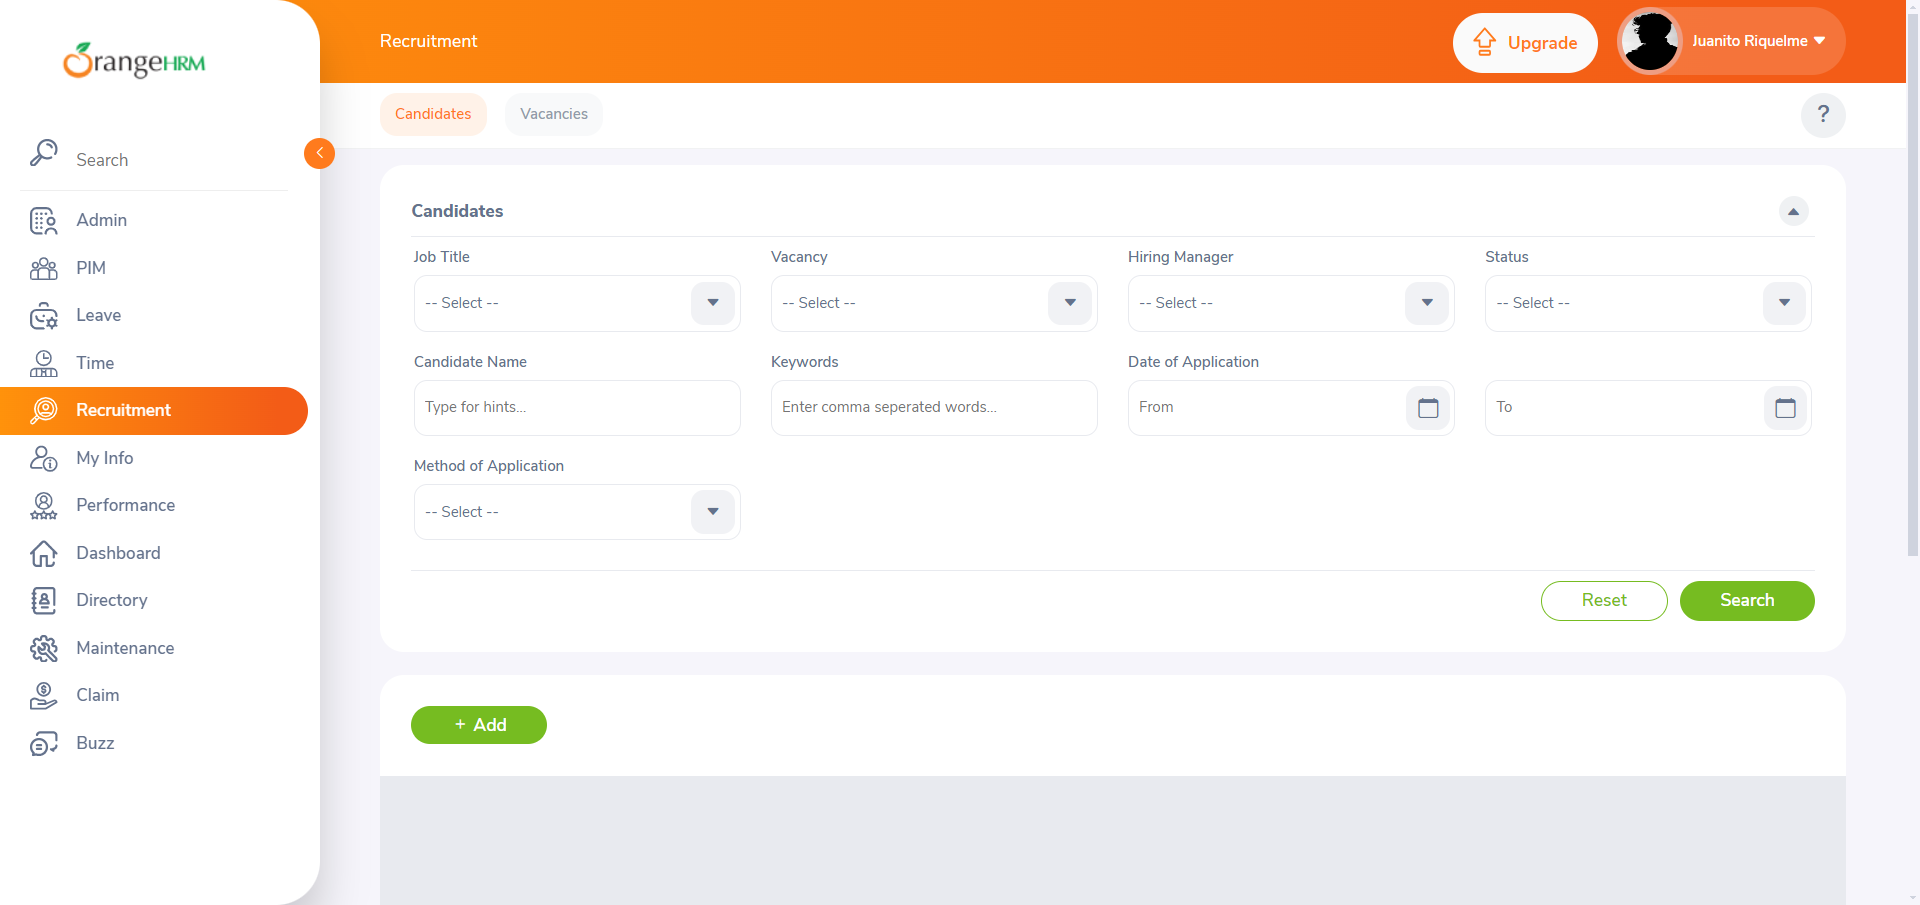 OrangeHRM
Recruitment
Upgrade
Juanito Riquelme
Candidates
Vacancies
?
Search
Admin
PIM
Leave
Time
Recruitment
My Info
Performance
Dashboard
Directory
Maintenance
Claim
Buzz
Candidates
Job Title
Vacancy
Hiring Manager
Status
-- Select --
-- Select --
-- Select --
-- Select --
Candidate Name
Keywords
Date of Application
Type for hints...
Enter comma seperated words...
From
To
Method of Application
-- Select --
Reset
Search
+ Add